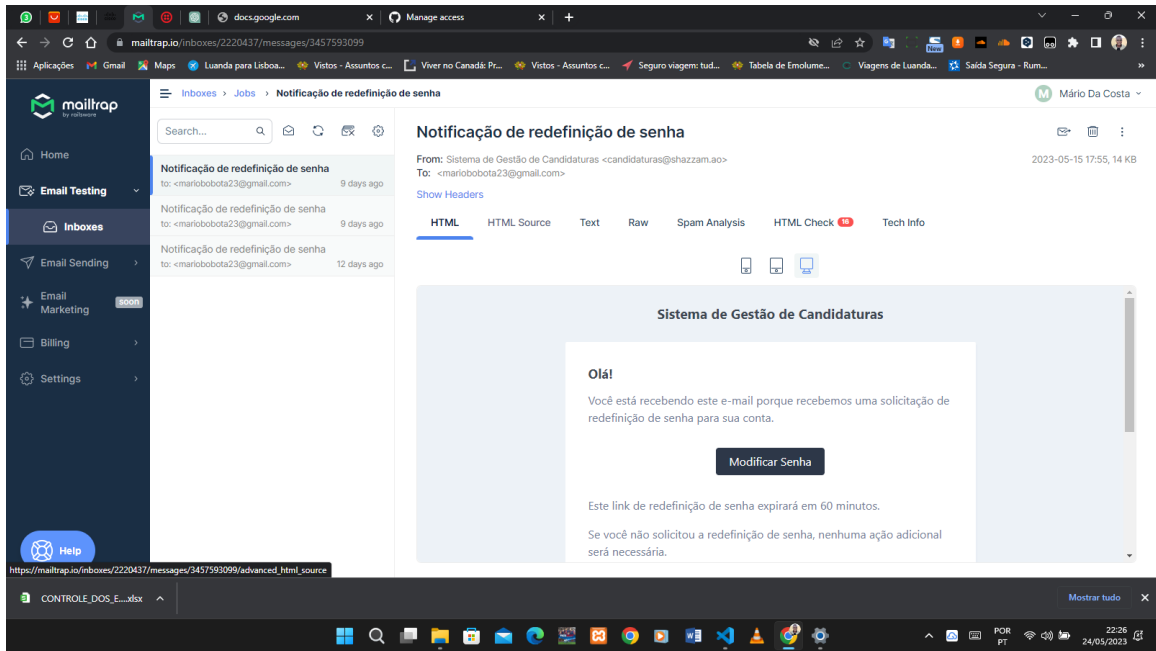 docs.google.com
Manage access
mailtrap.io/inboxes/2220437/messages/3457593099
New
Aplicações
Gmail
Maps
Luanda para Lisboa...
Vistos - Assuntos c...
Viver no Canadá: Pr...
Vistos - Assuntos c...
Seguro viagem: tud...
Tabela de Emolume...
Viagens de Luanda...
Saída Segura - Rum...
»
mailtrap
by railsware
Home
Email Testing
Inboxes
Email Sending
Email Marketing
soon
Billing
Settings
Help
Inboxes › Jobs › Notificação de redefinição de senha
Mário Da Costa
M
Search...
Notificação de redefinição de senha
to: <mariobobota23@gmail.com> 9 days ago
Notificação de redefinição de senha
to: <mariobobota23@gmail.com> 9 days ago
Notificação de redefinição de senha
to: <mariobobota23@gmail.com> 12 days ago
Notificação de redefinição de senha
From: Sistema de Gestão de Candidaturas <candidaturas@shazzam.ao>
2023-05-15 17:55, 14 KB
To: <mariobobota23@gmail.com>
Show Headers
HTML HTML Source Text Raw Spam Analysis HTML Check 16 Tech Info
Sistema de Gestão de Candidaturas
Olá!
Você está recebendo este e-mail porque recebemos uma solicitação de
redefinição de senha para sua conta.
Modificar Senha
Este link de redefinição de senha expirará em 60 minutos.
Se você não solicitou a redefinição de senha, nenhuma ação adicional
será necessária.
https://mailtrap.io/inboxes/2220437/messages/3457593099/advanced_html_source
CONTROLE_DOS_E....xlsx
Mostrar tudo
POR
PT
22:26
24/05/2023